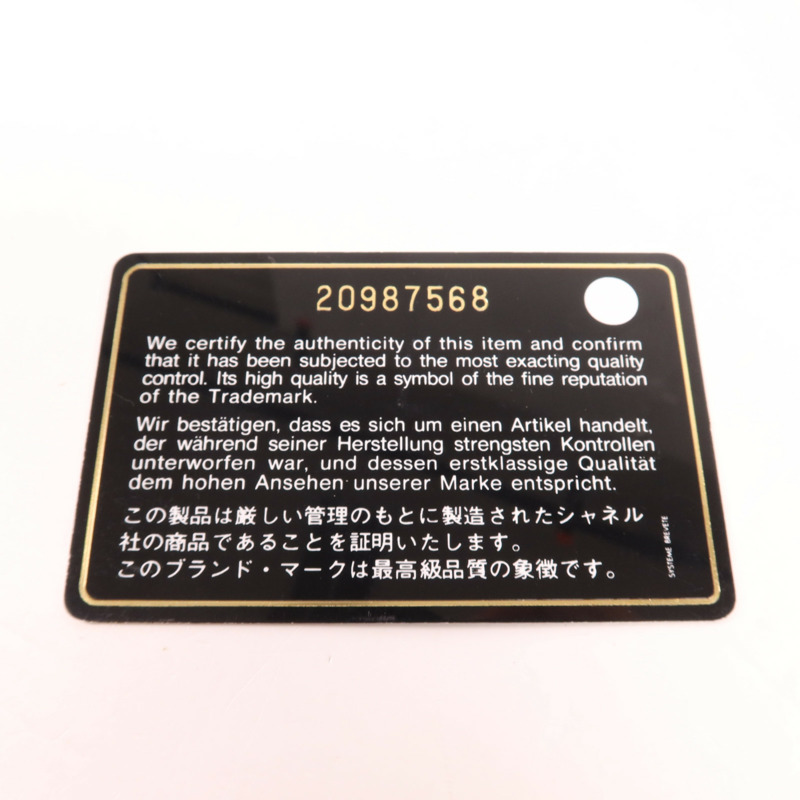 20987568
We certify the authenticity of this item and confirm
that it has been subjected to the most exacting quality
control. Its high quality is a symbol of the fine reputation
of the Trademark.
Wir bestätigen, dass es sich um einen Artikel handelt,
der während seiner Herstellung strengsten Kontrollen
unterworfen war, und dessen erstklassige Qualität
dem hohen Ansehen unserer Marke entspricht.
この製品は厳しい管理のもとに製造されたシャネル
社の商品であることを証明いたします。
このブランド・マークは最高級品質の象徴です。
SYSTEME BREVETE